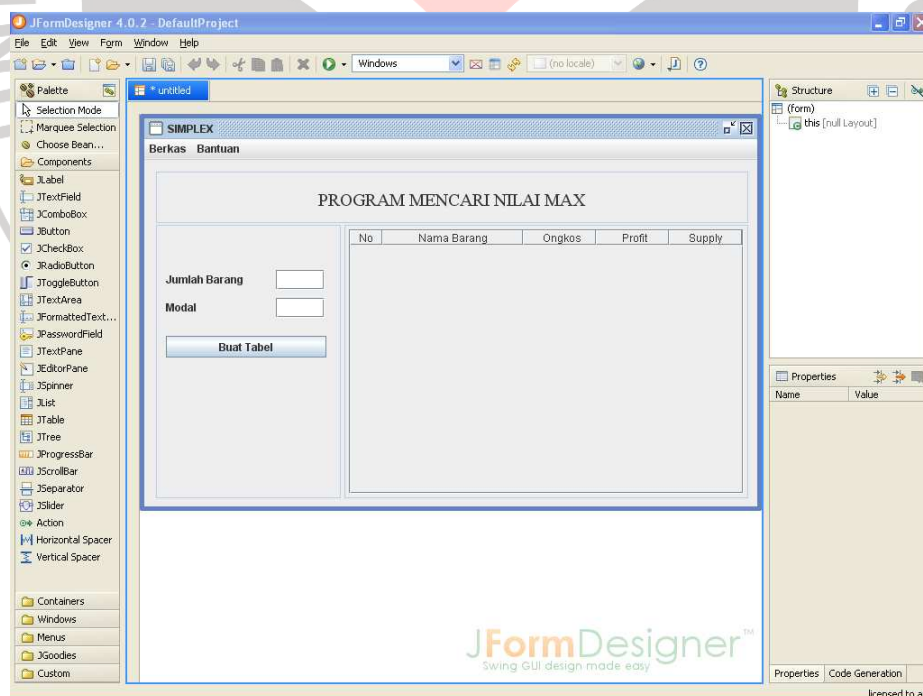 JFormDesigner 4.0.2 - DefaultProject
File Edit View Form Window Help
Windows (no locale)
Palette
Selection Mode
Marquee Selection
Choose Bean...
Components
JLabel
JTextField
JComboBox
JButton
JCheckBox
JRadioButton
JToggleButton
JTextArea
JFormattedText...
JPasswordField
JTextPane
JEditorPane
JSpinner
JList
JTable
JTree
JProgressBar
JScrollBar
JSeparator
JSlider
Action
Horizontal Spacer
Vertical Spacer
Containers
Windows
Menus
JGoodies
Custom
* untitled
SIMPLEX
Berkas Bantuan
PROGRAM MENCARI NILAI MAX
Jumlah Barang
Modal
Buat Tabel
No Nama Barang Ongkos Profit Supply
JFormDesigner™
Swing GUI design made easy
Structure
(form)
this [null Layout]
Properties
Name Value
Properties Code Generation
licensed to a